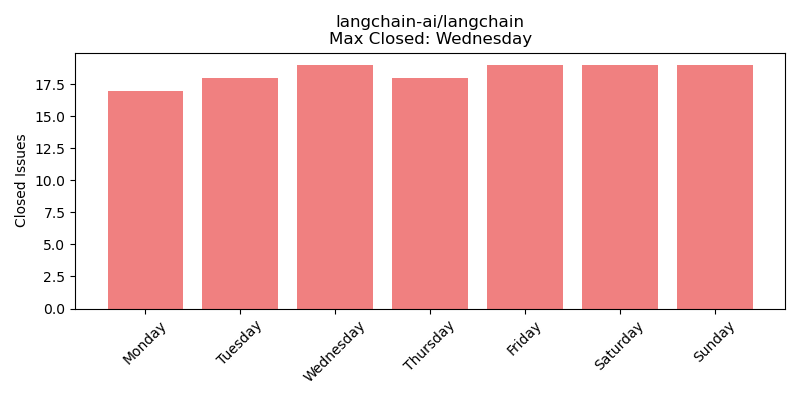 langchain-ai/langchain
Max Closed: Wednesday
Closed Issues
17.5
15.0
12.5
10.0
7.5
5.0
2.5
0.0
Monday
Tuesday
Wednesday
Thursday
Friday
Saturday
Sunday